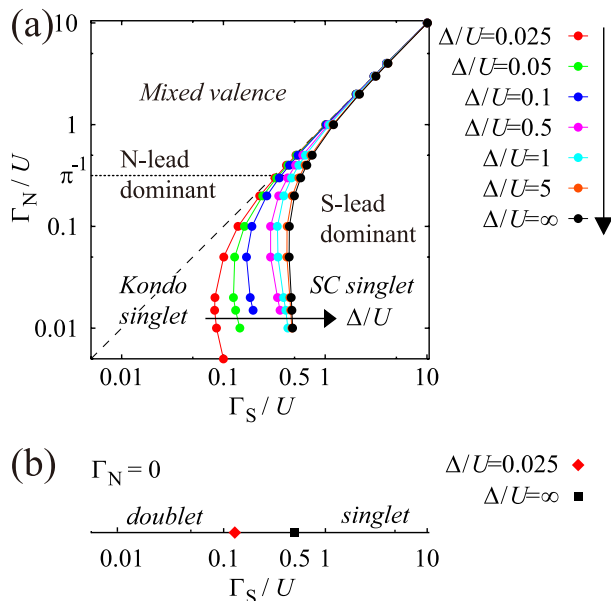 (a)
10
1
π⁻¹
0.1
0.01
Γ_N / U
Mixed valence
N-lead
dominant
S-lead
dominant
Kondo
singlet
SC singlet
Δ/U
0.01
0.1
0.5
1
10
Γ_S / U
Δ/U=0.025
Δ/U=0.05
Δ/U=0.1
Δ/U=0.5
Δ/U=1
Δ/U=5
Δ/U=∞
(b)
Γ_N = 0
Δ/U=0.025
Δ/U=∞
doublet
singlet
0.01
0.1
0.5
1
10
Γ_S / U